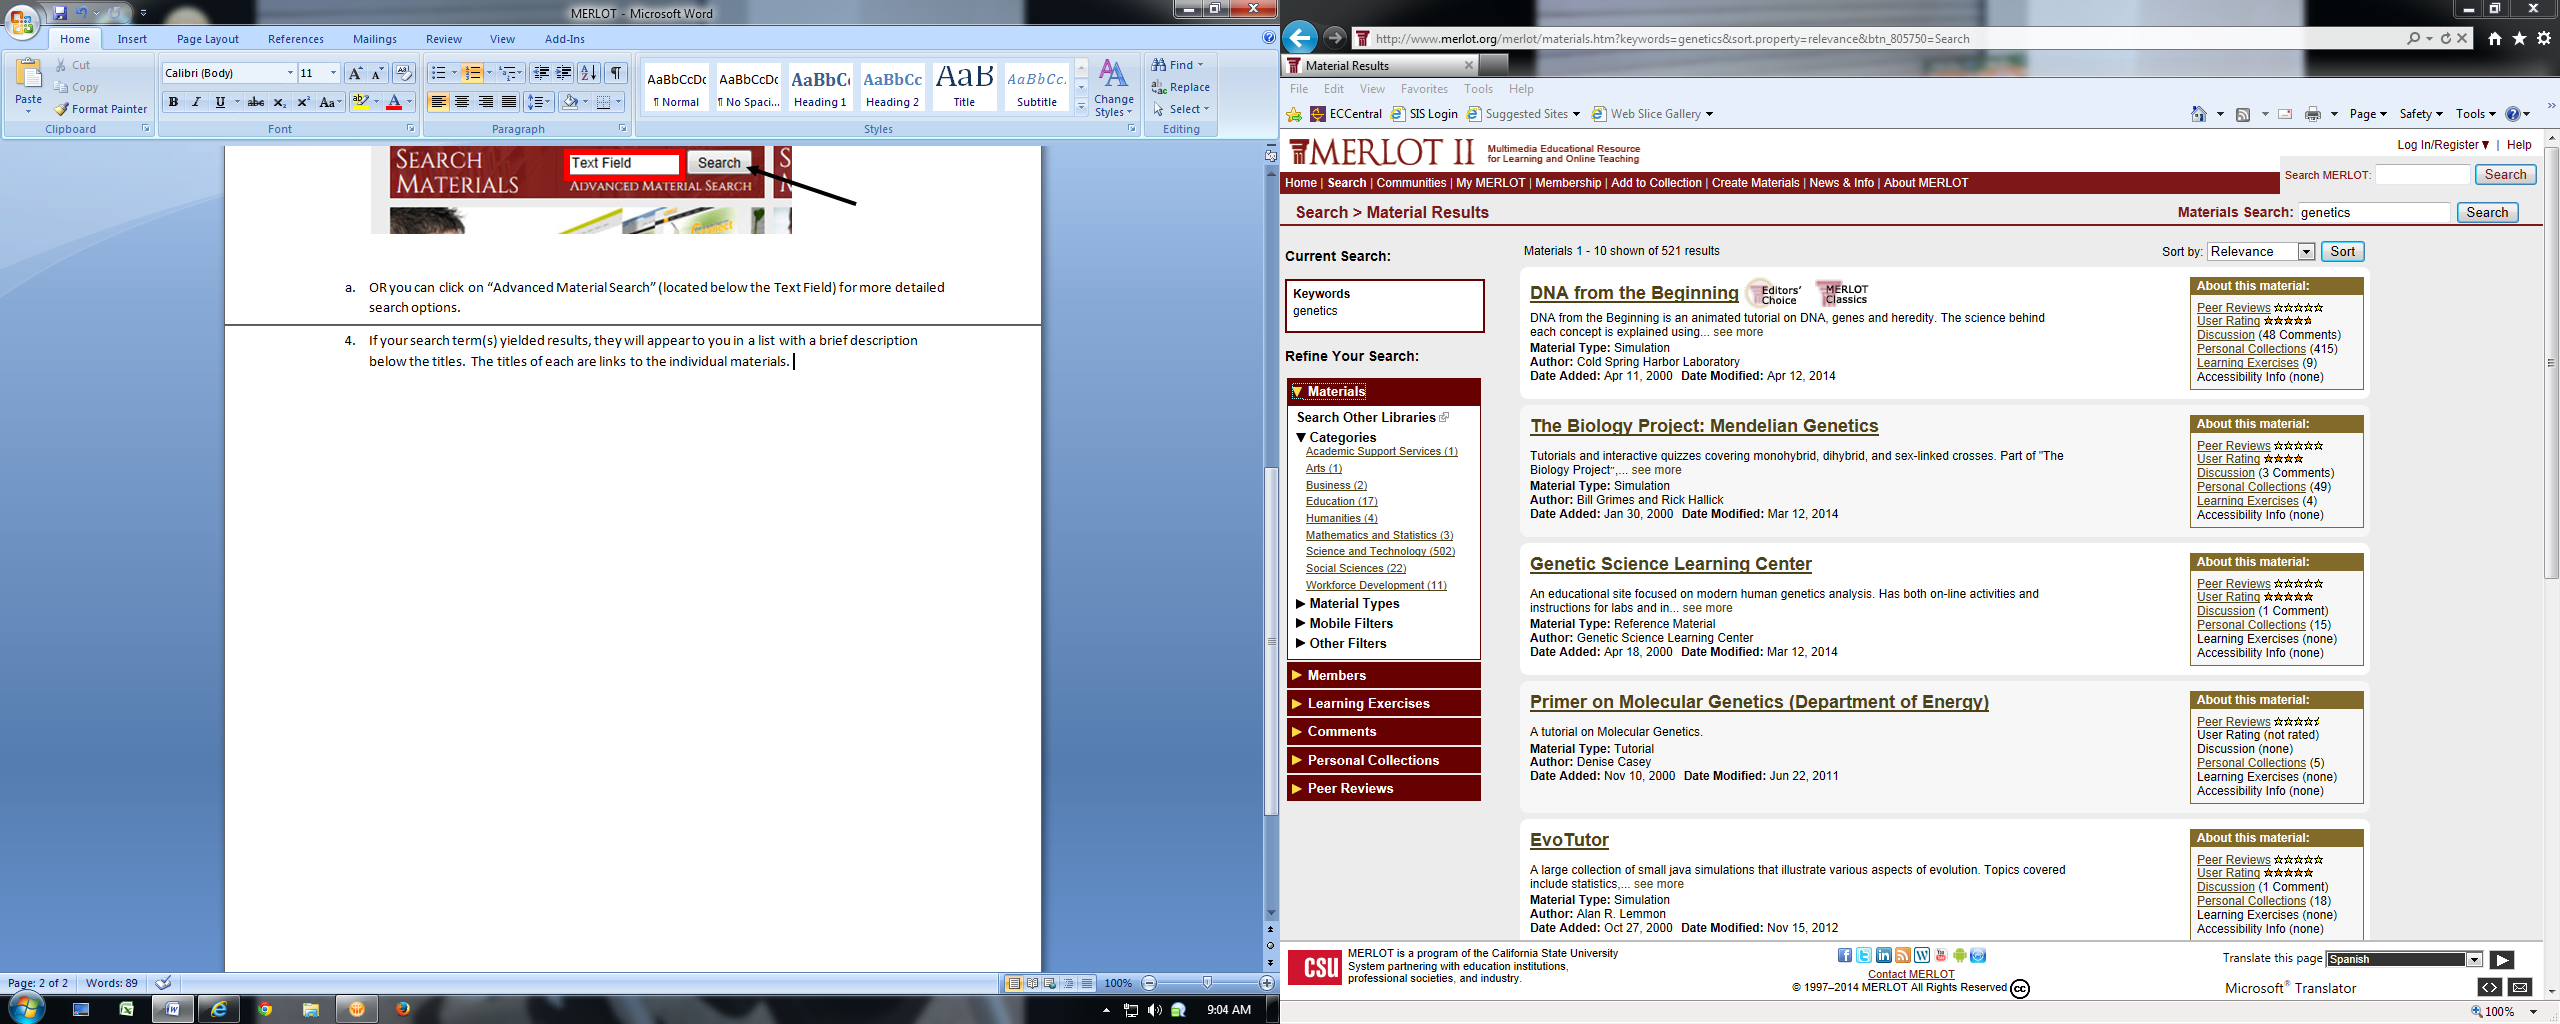 MERLOT - Microsoft Word
Home Insert Page Layout References Mailings Review View Add-Ins
Paste
Cut
Copy
Format Painter
Clipboard
Calibri (Body) 11
Font
Paragraph
AaBbCcDc AaBbCcDc AaBbC AaBbCc AaB AaBbCc.
¶ Normal ¶ No Spaci... Heading 1 Heading 2 Title Subtitle
Change Styles
Styles
Find
Replace
Select
Editing
SEARCH MATERIALS
Text Field Search
ADVANCED MATERIAL SEARCH
a. OR you can click on “Advanced Material Search” (located below the Text Field) for more detailed
search options.
4. If your search term(s) yielded results, they will appear to you in a list with a brief description
below the titles. The titles of each are links to the individual materials.
Page: 2 of 2 Words: 89
100%
9:04 AM
http://www.merlot.org/merlot/materials.htm?keywords=genetics&sort.property=relevance&btn_805750=Search
Material Results
File Edit View Favorites Tools Help
ECCentral SIS Login Suggested Sites Web Slice Gallery
Page Safety Tools
MERLOT II
Multimedia Educational Resource
for Learning and Online Teaching
Log In/Register | Help
Home | Search | Communities | My MERLOT | Membership | Add to Collection | Create Materials | News & Info | About MERLOT
Search MERLOT: Search
Search > Material Results
Materials Search: genetics Search
Current Search:
Keywords
genetics
Refine Your Search:
Materials
Search Other Libraries
Categories
Academic Support Services (1)
Arts (1)
Business (2)
Education (17)
Humanities (4)
Mathematics and Statistics (3)
Science and Technology (502)
Social Sciences (22)
Workforce Development (11)
Material Types
Mobile Filters
Other Filters
Members
Learning Exercises
Comments
Personal Collections
Peer Reviews
Materials 1 - 10 shown of 521 results
Sort by: Relevance Sort
DNA from the Beginning
Editors' Choice
MERLOT Classics
DNA from the Beginning is an animated tutorial on DNA, genes and heredity. The science behind
each concept is explained using... see more
Material Type: Simulation
Author: Cold Spring Harbor Laboratory
Date Added: Apr 11, 2000 Date Modified: Apr 12, 2014
About this material:
Peer Reviews
User Rating
Discussion (48 Comments)
Personal Collections (415)
Learning Exercises (9)
Accessibility Info (none)
The Biology Project: Mendelian Genetics
Tutorials and interactive quizzes covering monohybrid, dihybrid, and sex-linked crosses. Part of "The
Biology Project",... see more
Material Type: Simulation
Author: Bill Grimes and Rick Hallick
Date Added: Jan 30, 2000 Date Modified: Mar 12, 2014
About this material:
Peer Reviews
User Rating
Discussion (3 Comments)
Personal Collections (49)
Learning Exercises (4)
Accessibility Info (none)
Genetic Science Learning Center
An educational site focused on modern human genetics analysis. Has both on-line activities and
instructions for labs and in... see more
Material Type: Reference Material
Author: Genetic Science Learning Center
Date Added: Apr 18, 2000 Date Modified: Mar 12, 2014
About this material:
Peer Reviews
User Rating
Discussion (1 Comment)
Personal Collections (15)
Learning Exercises (none)
Accessibility Info (none)
Primer on Molecular Genetics (Department of Energy)
A tutorial on Molecular Genetics.
Material Type: Tutorial
Author: Denise Casey
Date Added: Nov 10, 2000 Date Modified: Jun 22, 2011
About this material:
Peer Reviews
User Rating (not rated)
Discussion (none)
Personal Collections (5)
Learning Exercises (none)
Accessibility Info (none)
EvoTutor
A large collection of small java simulations that illustrate various aspects of evolution. Topics covered
include statistics,... see more
Material Type: Simulation
Author: Alan R. Lemmon
Date Added: Oct 27, 2000 Date Modified: Nov 15, 2012
About this material:
Peer Reviews
User Rating
Discussion (1 Comment)
Personal Collections (18)
Learning Exercises (none)
Accessibility Info (none)
CSU
MERLOT is a program of the California State University
System partnering with education institutions,
professional societies, and industry.
Contact MERLOT
© 1997–2014 MERLOT All Rights Reserved
Translate this page Spanish
Microsoft® Translator
100%